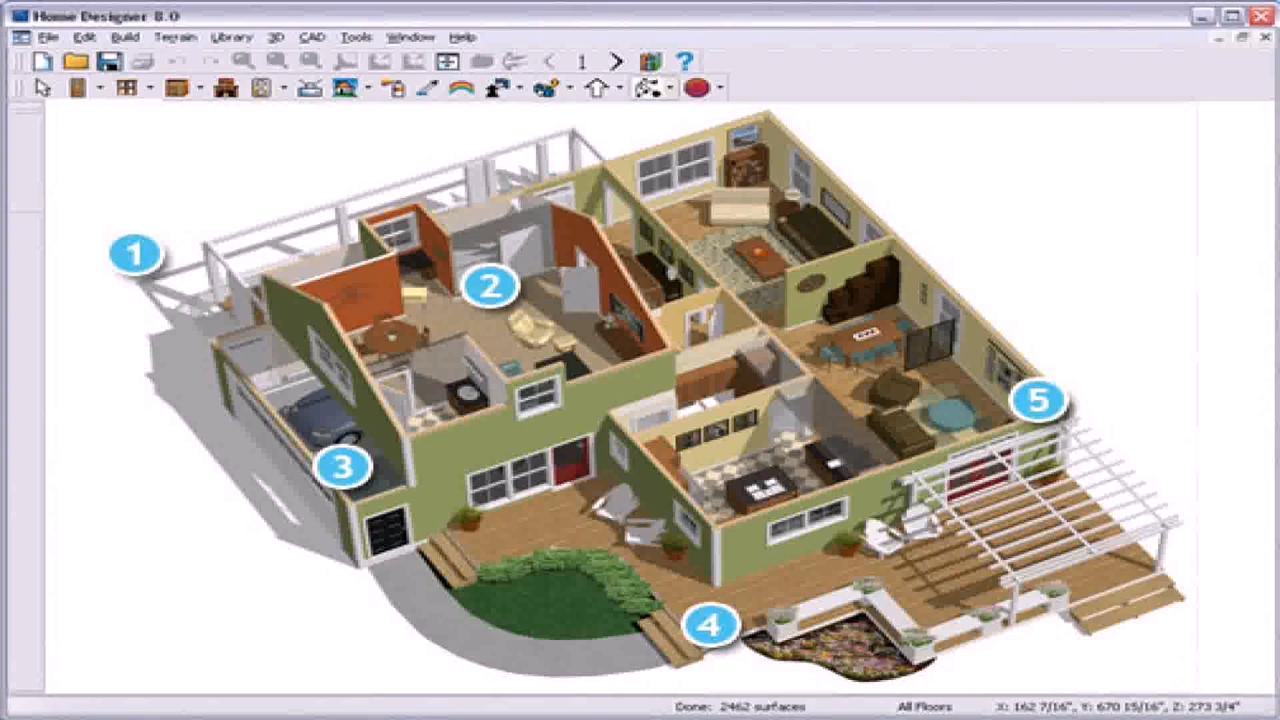 Home Designer 8.0
File Edit Build Terrain Library 3D CAD Tools Window Help
1 ?
1
2
3
4
5
Done: 2462 surfaces All Floors X: 162 7/16", Y: 670 15/16", Z: 273 3/4"